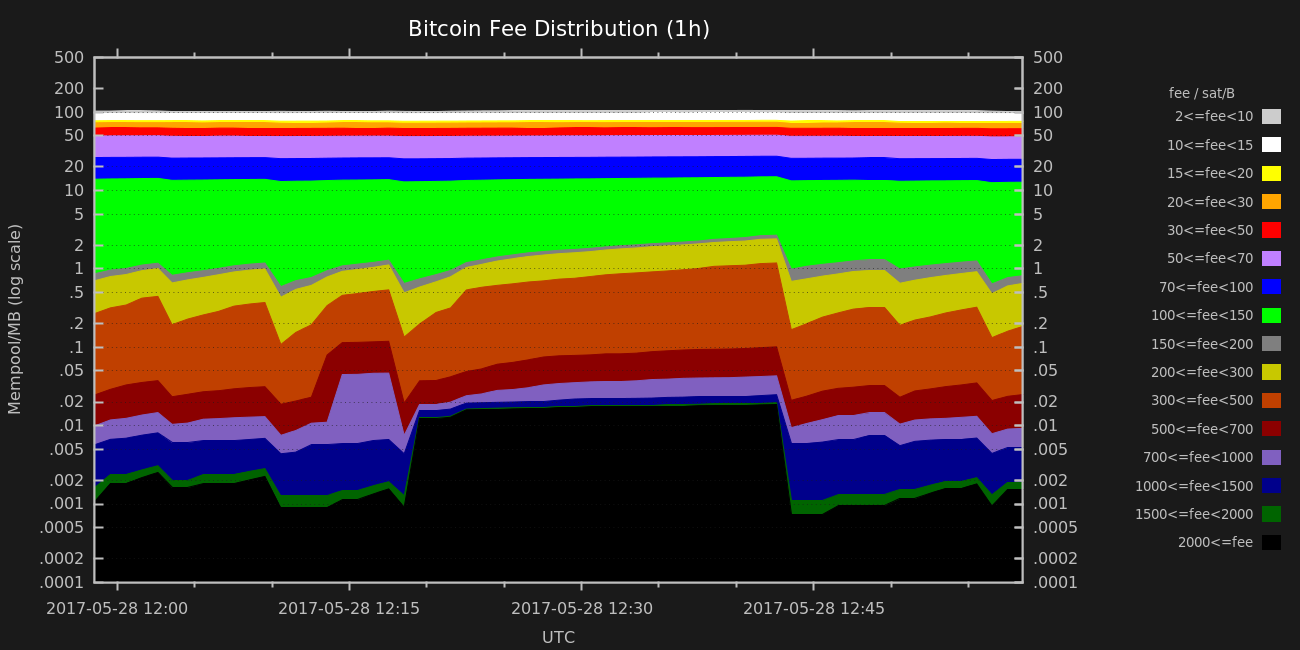 Bitcoin Fee Distribution (1h)
500
200
100
50
20
10
5
2
1
.5
.2
.1
.05
.02
.01
.005
.002
.001
.0005
.0002
.0001
Mempool/MB (log scale)
500
200
100
50
20
10
5
2
1
.5
.2
.1
.05
.02
.01
.005
.002
.001
.0005
.0002
.0001
2017-05-28 12:00 2017-05-28 12:15 2017-05-28 12:30 2017-05-28 12:45
UTC
fee / sat/B
2<=fee<10
10<=fee<15
15<=fee<20
20<=fee<30
30<=fee<50
50<=fee<70
70<=fee<100
100<=fee<150
150<=fee<200
200<=fee<300
300<=fee<500
500<=fee<700
700<=fee<1000
1000<=fee<1500
1500<=fee<2000
2000<=fee